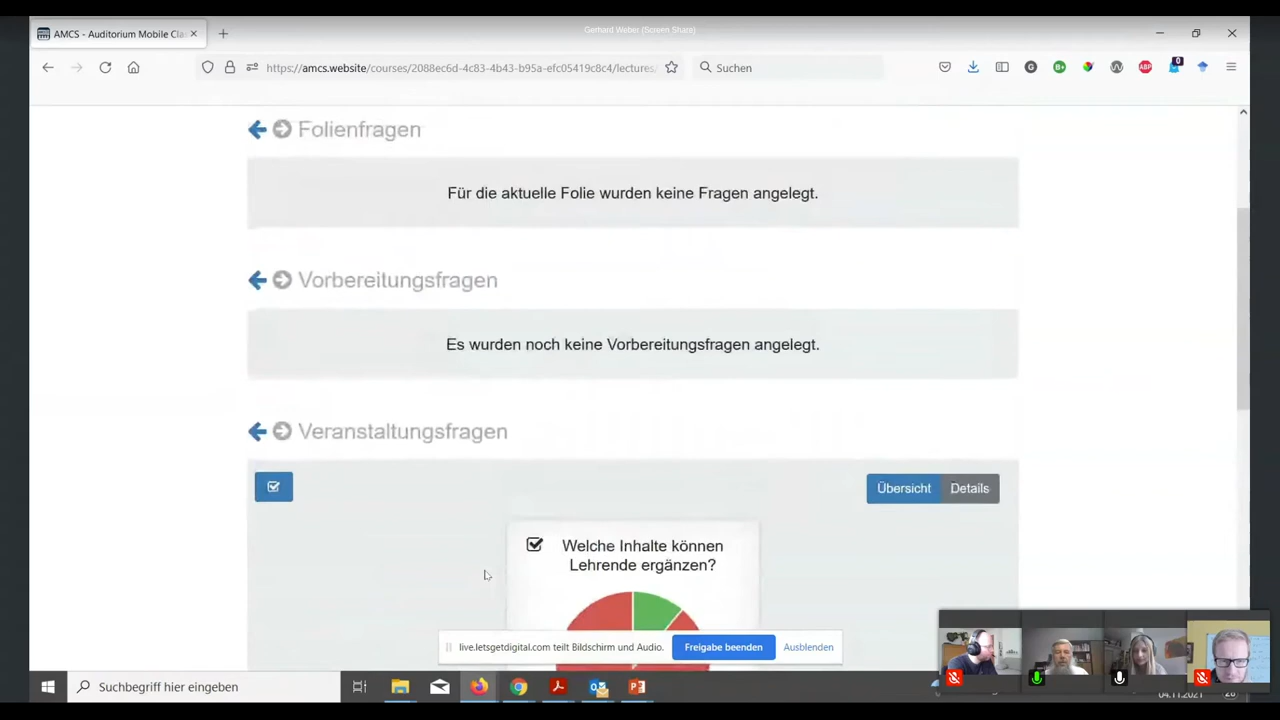 Gerhard Weber (Screen Share)
AMCS - Auditorium Mobile Cla
https://amcs.website/courses/2088ec6d-4c83-4b43-b95a-efc05419c8c4/lectures/
Suchen
Folienfragen
Für die aktuelle Folie wurden keine Fragen angelegt.
Vorbereitungsfragen
Es wurden noch keine Vorbereitungsfragen angelegt.
Veranstaltungsfragen
Übersicht Details
Welche Inhalte können
Lehrende ergänzen?
live.letsgetdigital.com teilt Bildschirm und Audio. Freigabe beenden Ausblenden
Suchbegriff hier eingeben
04.11.2021